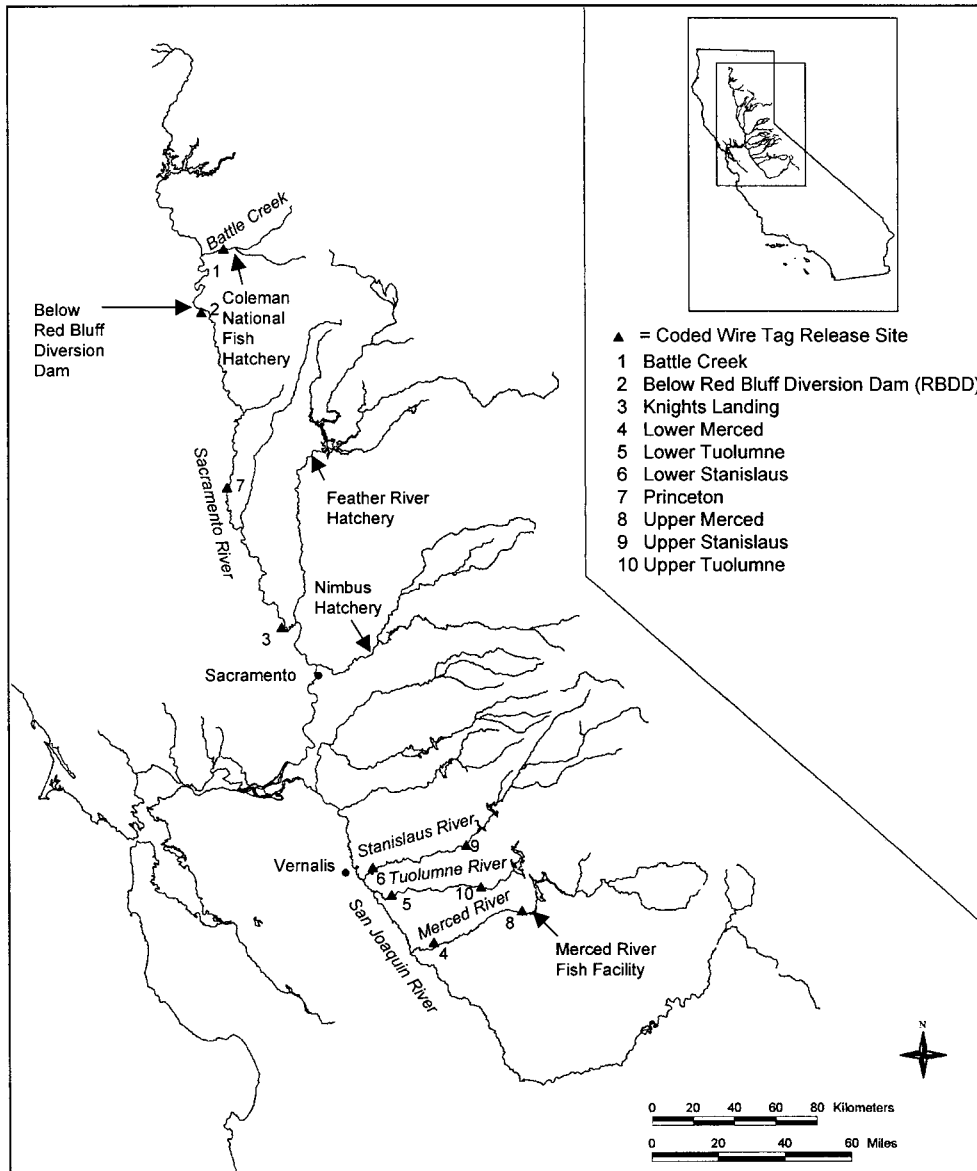 Battle Creek
1
2
Below
Red Bluff
Diversion
Dam
Coleman
National
Fish
Hatchery
Sacramento River
7
Feather River
Hatchery
Nimbus
Hatchery
3
Sacramento
Stanislaus River
9
Vernalis
6
Tuolumne River
5
10
Merced River
8
4
San Joaquin River
Merced River
Fish Facility
▲ = Coded Wire Tag Release Site
1 Battle Creek
2 Below Red Bluff Diversion Dam (RBDD)
3 Knights Landing
4 Lower Merced
5 Lower Tuolumne
6 Lower Stanislaus
7 Princeton
8 Upper Merced
9 Upper Stanislaus
10 Upper Tuolumne
N
0 20 40 60 80 Kilometers
0 20 40 60 Miles